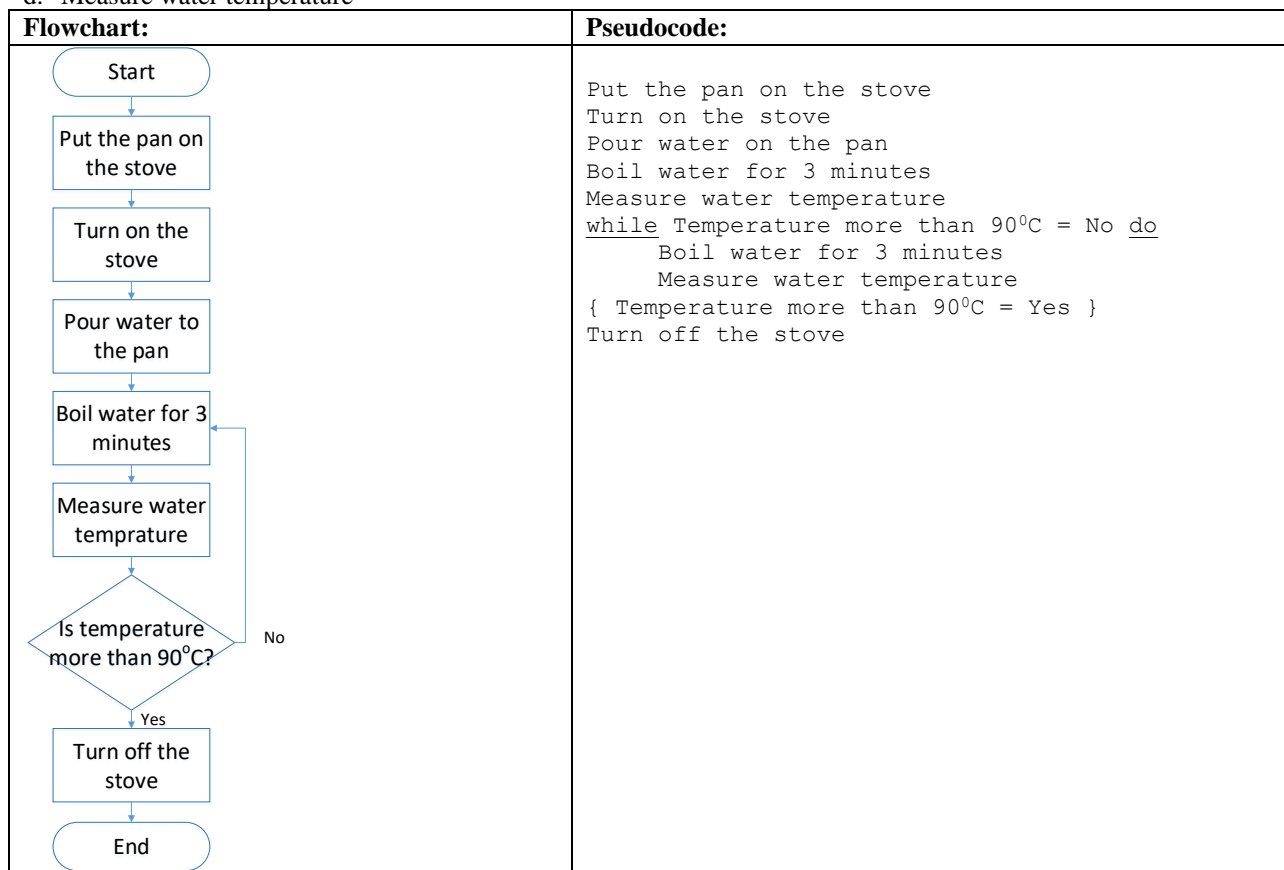 d. Measure water temperature
Flowchart:
Pseudocode:
Start
Put the pan on
the stove
Turn on the
stove
Pour water to
the pan
Boil water for 3
minutes
Measure water
temprature
Is temperature
more than 90°C?
No
Yes
Turn off the
stove
End
Put the pan on the stove
Turn on the stove
Pour water on the pan
Boil water for 3 minutes
Measure water temperature
while Temperature more than 90⁰C = No do
Boil water for 3 minutes
Measure water temperature
{ Temperature more than 90⁰C = Yes }
Turn off the stove